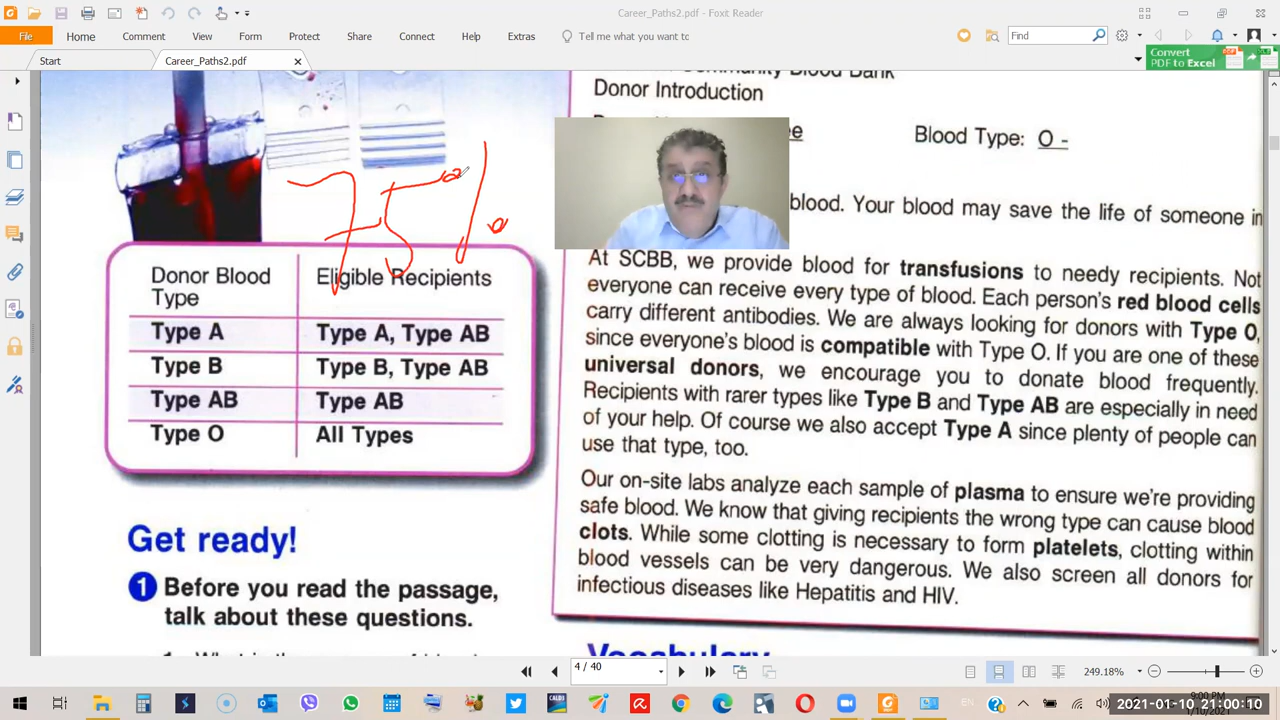 Career_Paths2.pdf - Foxit Reader
File Home Comment View Form Protect Share Connect Help Extras Tell me what you want to Find
Start Career_Paths2.pdf
Convert
PDF to Excel
75%
Donor Blood Type Eligible Recipients
Type A Type A, Type AB
Type B Type B, Type AB
Type AB Type AB
Type O All Types
Get ready!
1 Before you read the passage,
talk about these questions.
Community Blood Bank
Donor Introduction
Blood Type: O -
blood. Your blood may save the life of someone in
At SCBB, we provide blood for transfusions to needy recipients. Not
everyone can receive every type of blood. Each person's red blood cells
carry different antibodies. We are always looking for donors with Type O,
since everyone's blood is compatible with Type O. If you are one of these
universal donors, we encourage you to donate blood frequently.
Recipients with rarer types like Type B and Type AB are especially in need
of your help. Of course we also accept Type A since plenty of people can
use that type, too.
Our on-site labs analyze each sample of plasma to ensure we're providing
safe blood. We know that giving recipients the wrong type can cause blood
clots. While some clotting is necessary to form platelets, clotting within
blood vessels can be very dangerous. We also screen all donors for
infectious diseases like Hepatitis and HIV.
Vocabulary
4 / 40
249.18%
EN
9:00 PM
1/10/2021
2021-01-10 21:00:10